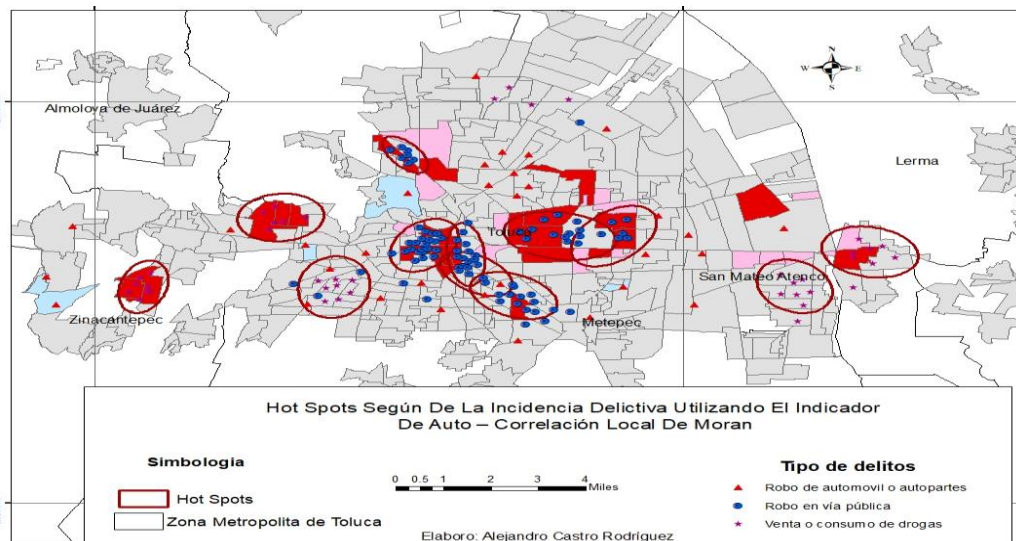 N
W E
S
Almoloya de Juárez
Lerma
Toluca
San Mateo Atenco
Zinacantepec
Metepec
Hot Spots Según De La Incidencia Delictiva Utilizando El Indicador
De Auto – Correlación Local De Moran
Simbologia
Hot Spots
Zona Metropolita de Toluca
0 0.5 1 2 3 4
Miles
Tipo de delitos
Robo de automovil o autopartes
Robo en vía pública
Venta o consumo de drogas
Elaboro: Alejandro Castro Rodríguez